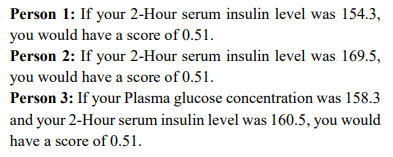 Person 1: If your 2-Hour serum insulin level was 154.3,
you would have a score of 0.51.
Person 2: If your 2-Hour serum insulin level was 169.5,
you would have a score of 0.51.
Person 3: If your Plasma glucose concentration was 158.3
and your 2-Hour serum insulin level was 160.5, you would
have a score of 0.51.